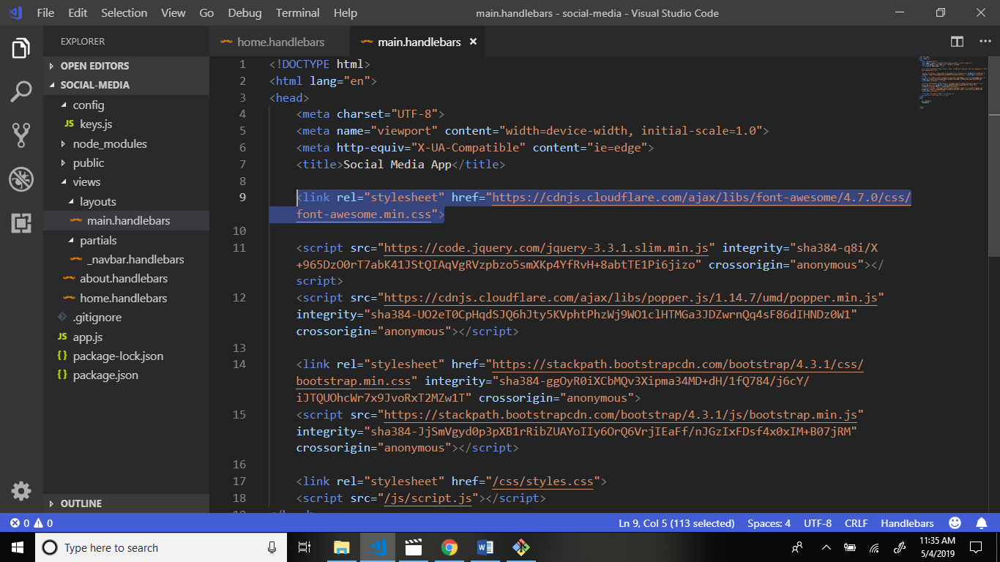 File Edit Selection View Go Debug Terminal Help
main.handlebars - social-media - Visual Studio Code
EXPLORER
OPEN EDITORS
SOCIAL-MEDIA
config
JS keys.js
node_modules
public
views
layouts
main.handlebars
partials
_navbar.handlebars
about.handlebars
home.handlebars
.gitignore
JS app.js
{} package-lock.json
{} package.json
OUTLINE
home.handlebars
main.handlebars
1 <!DOCTYPE html>
2 <html lang="en">
3 <head>
4 <meta charset="UTF-8">
5 <meta name="viewport" content="width=device-width, initial-scale=1.0">
6 <meta http-equiv="X-UA-Compatible" content="ie=edge">
7 <title>Social Media App</title>
8
9 <link rel="stylesheet" href="https://cdnjs.cloudflare.com/ajax/libs/font-awesome/4.7.0/css/
font-awesome.min.css">
10
11 <script src="https://code.jquery.com/jquery-3.3.1.slim.min.js" integrity="sha384-q8i/X
+965DzO0rT7abK41JStQIAqVgRVzpbzo5smXKp4YfRvH+8abtTE1Pi6jizo" crossorigin="anonymous"></
script>
12 <script src="https://cdnjs.cloudflare.com/ajax/libs/popper.js/1.14.7/umd/popper.min.js"
integrity="sha384-UO2eT0CpHqdSJQ6hJty5KVphtPhzWj9WO1clHTMGa3JDZwrnQq4sF86dIHNDz0W1"
crossorigin="anonymous"></script>
13
14 <link rel="stylesheet" href="https://stackpath.bootstrapcdn.com/bootstrap/4.3.1/css/
bootstrap.min.css" integrity="sha384-ggOyR0iXCbMQv3Xipma34MD+dH/1fQ784/j6cY/
iJTQUOhcWr7x9JvoRxT2MZw1T" crossorigin="anonymous">
15 <script src="https://stackpath.bootstrapcdn.com/bootstrap/4.3.1/js/bootstrap.min.js"
integrity="sha384-JjSmVgyd0p3pXB1rRibZUAYoIIy6OrQ6VrjIEaFf/nJGzIxFDsf4x0xIM+B07jRM"
crossorigin="anonymous"></script>
16
17 <link rel="stylesheet" href="/css/styles.css">
18 <script src="/js/script.js"></script>
0 0
Ln 9, Col 5 (113 selected) Spaces: 4 UTF-8 CRLF Handlebars
Type here to search
11:35 AM
5/4/2019